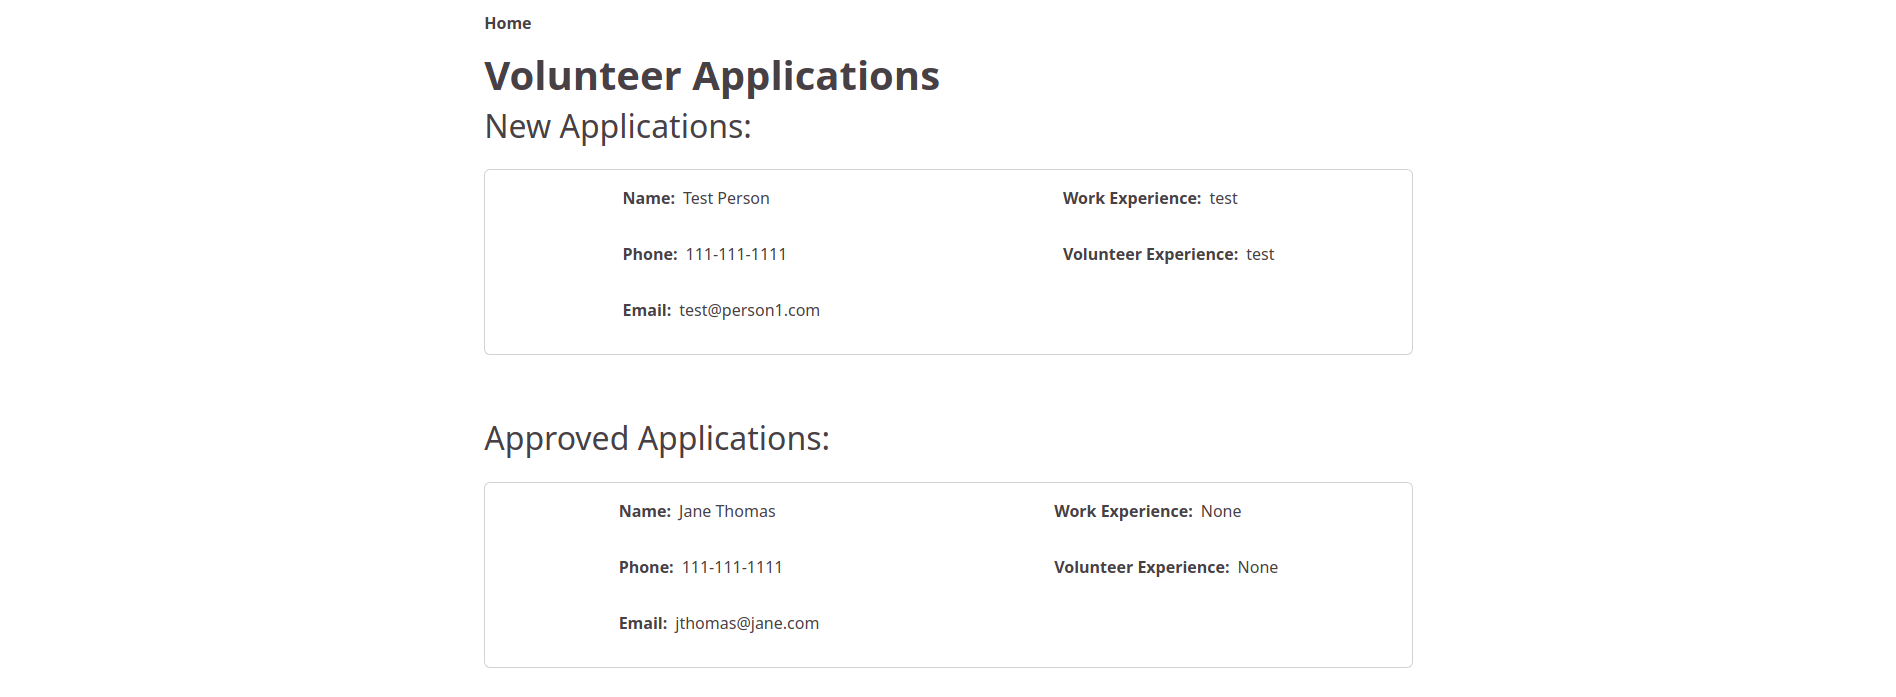 Home
Volunteer Applications
New Applications:
Name: Test Person
Phone: 111-111-1111
Email: test@person1.com
Work Experience: test
Volunteer Experience: test
Approved Applications:
Name: Jane Thomas
Phone: 111-111-1111
Email: jthomas@jane.com
Work Experience: None
Volunteer Experience: None